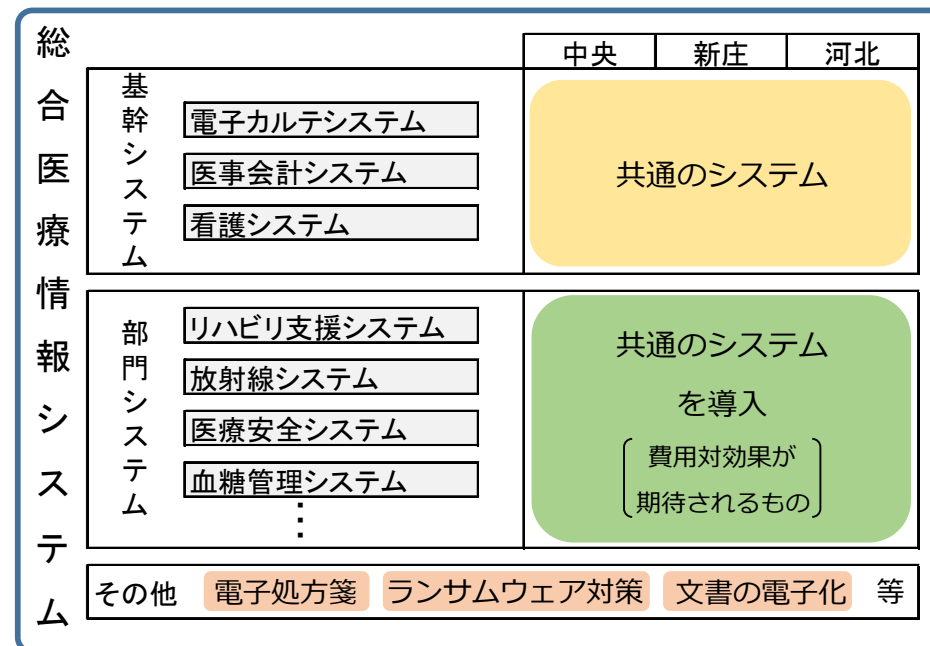 総合医療情報システム
中央 新庄 河北
基幹システム
電子カルテシステム
医事会計システム
看護システム
共通のシステム
部門システム
リハビリ支援システム
放射線システム
医療安全システム
血糖管理システム
⋮
共通のシステム
を導入
費用対効果が
期待されるもの
その他 電子処方箋 ランサムウェア対策 文書の電子化 等